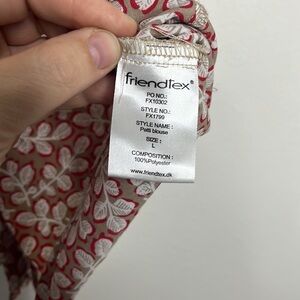 friendtex®
PO NO.:
FX10302
STYLE NO.:
FX1799
STYLE NAME :
Patti blouse
SIZE :
L
COMPOSITION :
100%Polyester
www.friendtex.dk